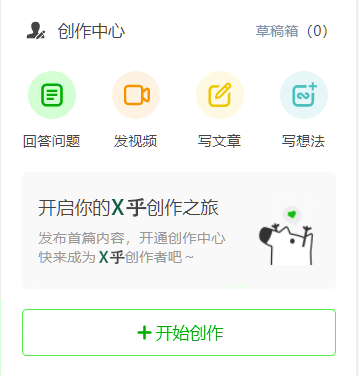 创作中心
草稿箱（0）
回答问题 发视频 写文章 写想法
开启你的X乎创作之旅
发布首篇内容，开通创作中心
快来成为X乎创作者吧～
+开始创作